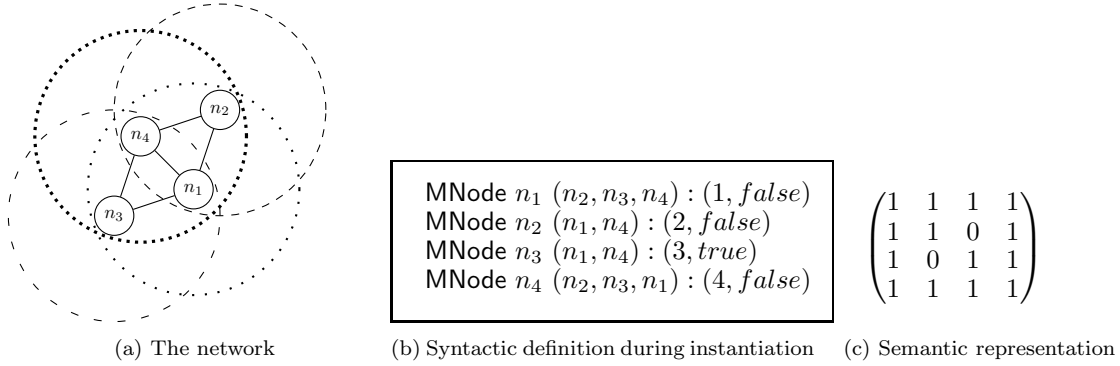 n₂
n₄
n₁
n₃
MNode n₁ (n₂, n₃, n₄) : (1, false)
MNode n₂ (n₁, n₄) : (2, false)
MNode n₃ (n₁, n₄) : (3, true)
MNode n₄ (n₂, n₃, n₁) : (4, false)
1 1 1 1
1 1 0 1
1 0 1 1
1 1 1 1
(a) The network
(b) Syntactic definition during instantiation
(c) Semantic representation